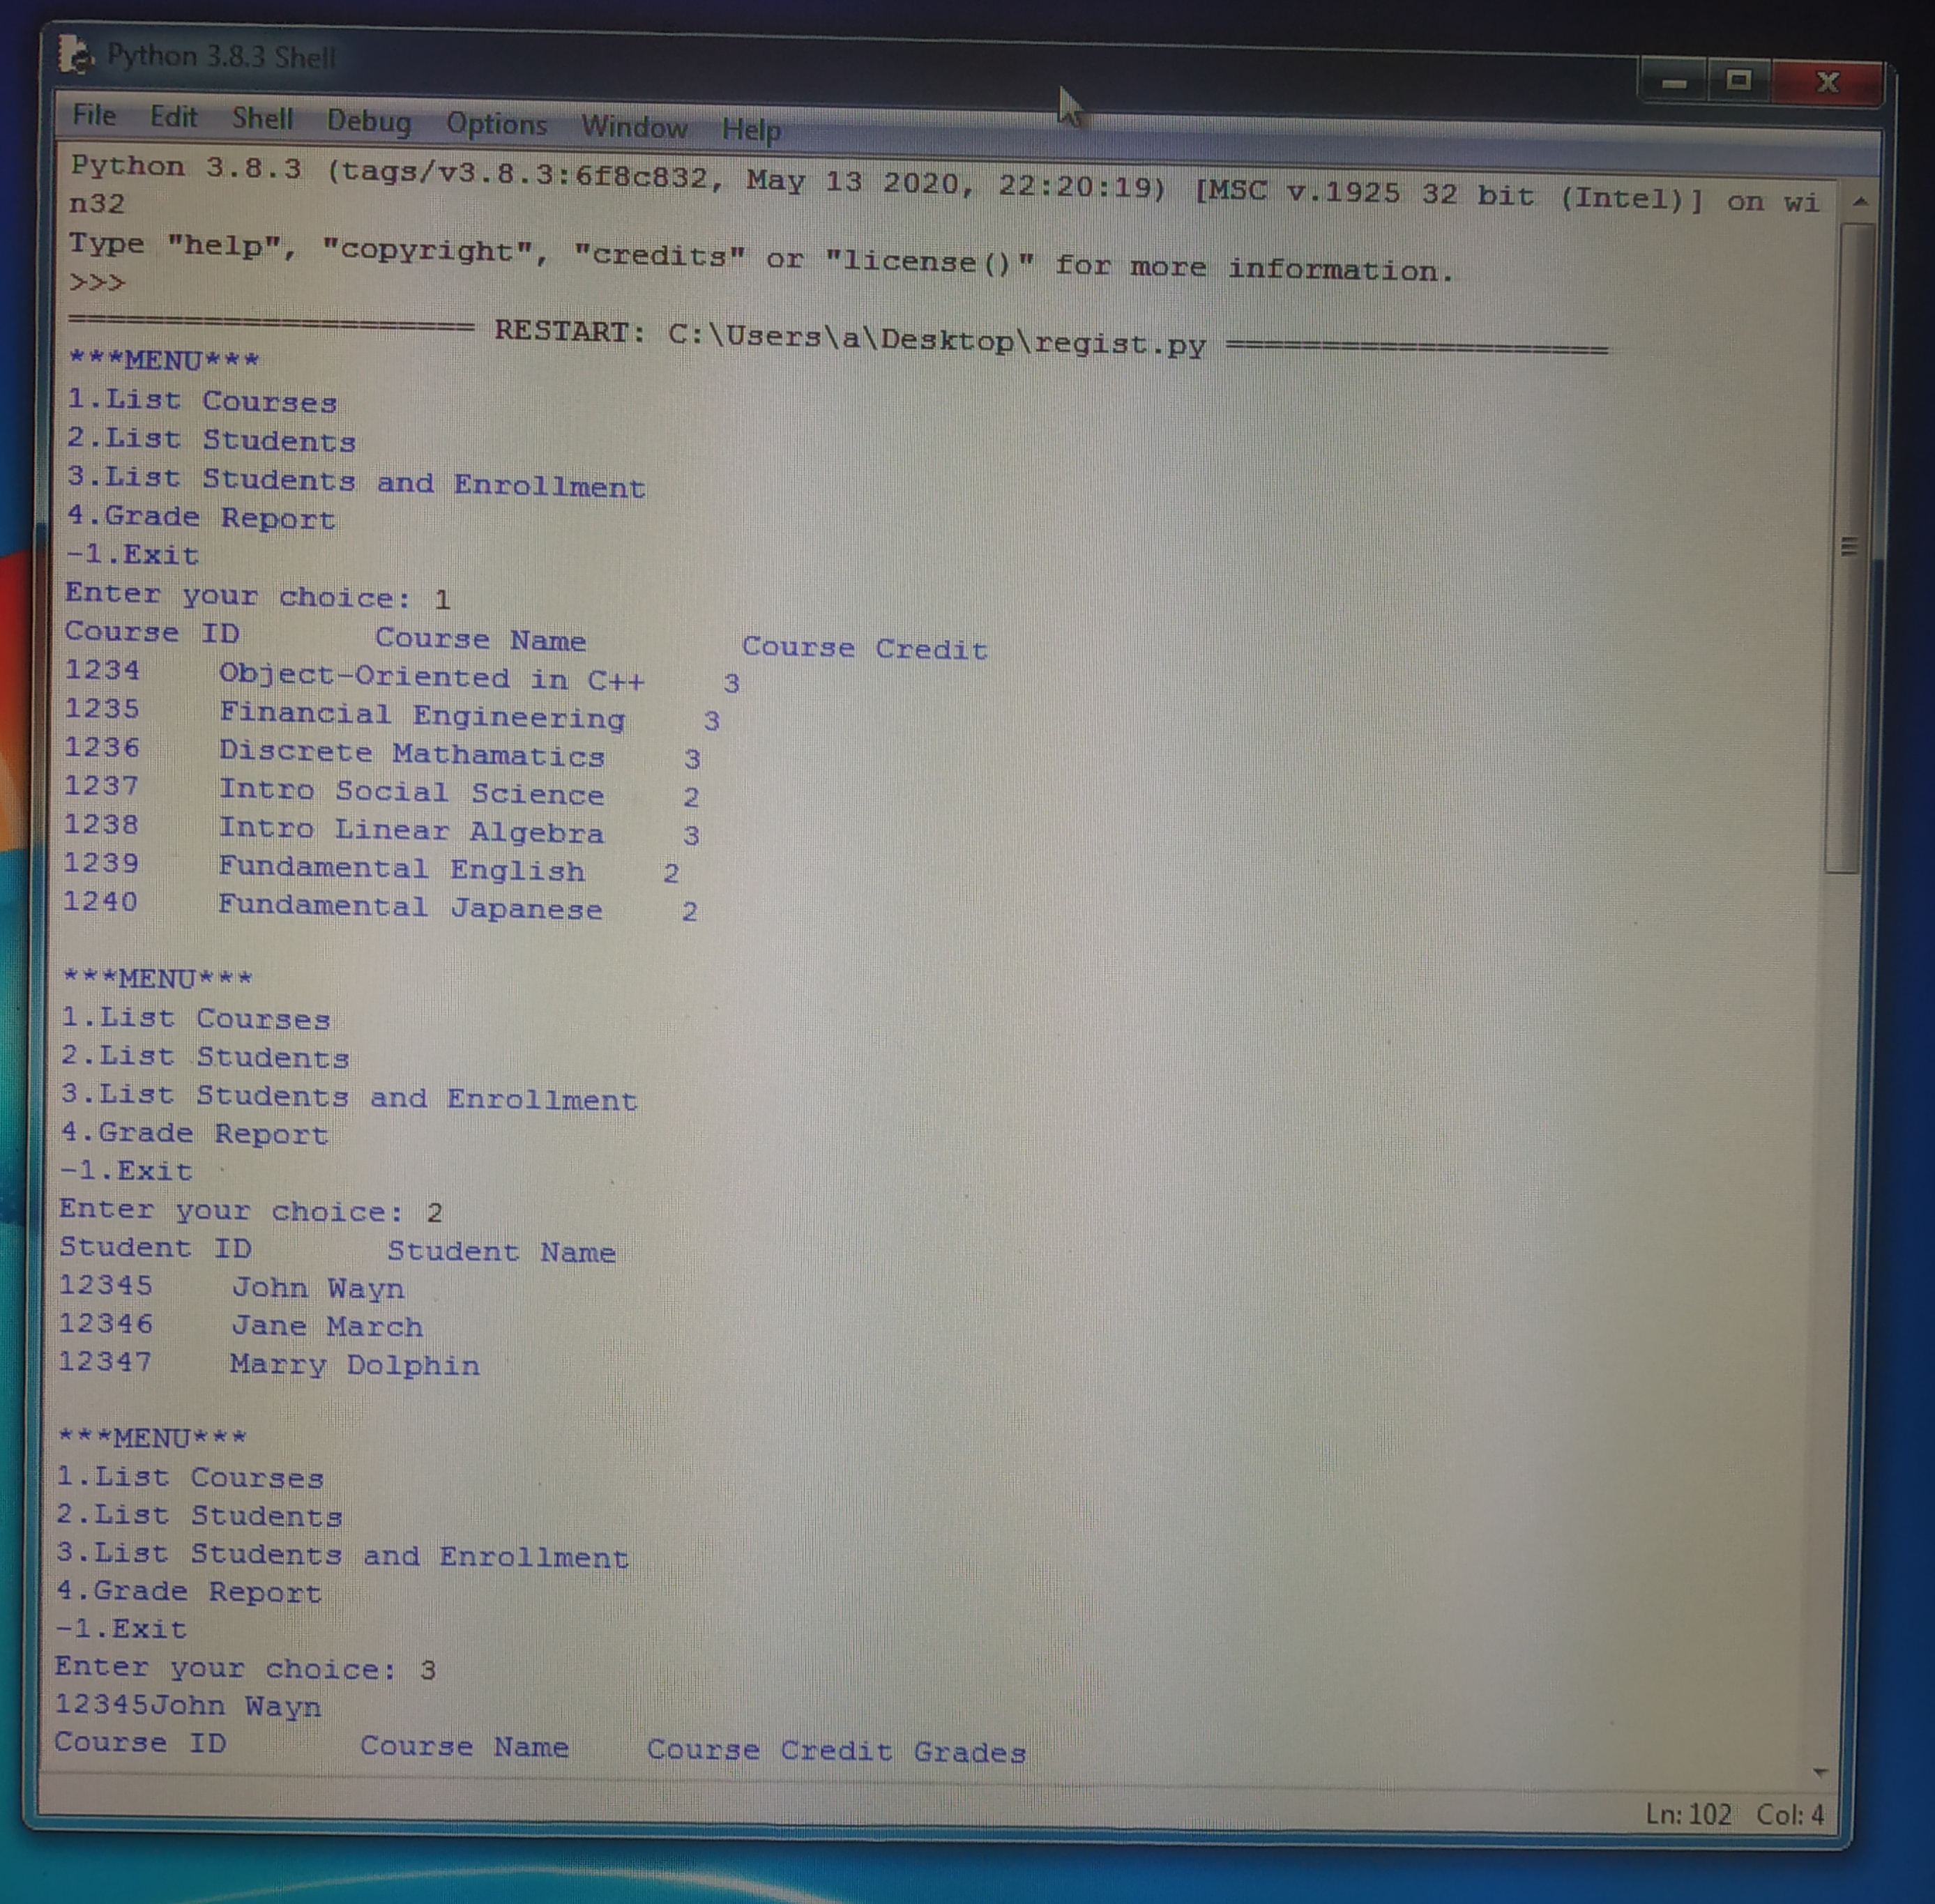 Python 3.8.3 Shell
File Edit Shell Debug Options Window Help
Python 3.8.3 (tags/v3.8.3:6f8c832, May 13 2020, 22:20:19) [MSC v.1925 32 bit (Intel)] on wi
n32
Type "help", "copyright", "credits" or "license()" for more information.
>>>
===================== RESTART: C:\Users\a\Desktop\regist.py ====================
***MENU***
1.List Courses
2.List Students
3.List Students and Enrollment
4.Grade Report
-1.Exit
Enter your choice: 1
Course ID       Course Name        Course Credit
1234    Object-Oriented in C++    3
1235    Financial Engineering    3
1236    Discrete Mathamatics    3
1237    Intro Social Science    2
1238    Intro Linear Algebra    3
1239    Fundamental English    2
1240    Fundamental Japanese    2
***MENU***
1.List Courses
2.List Students
3.List Students and Enrollment
4.Grade Report
-1.Exit
Enter your choice: 2
Student ID       Student Name
12345    John Wayn
12346    Jane March
12347    Marry Dolphin
***MENU***
1.List Courses
2.List Students
3.List Students and Enrollment
4.Grade Report
-1.Exit
Enter your choice: 3
12345John Wayn
Course ID       Course Name    Course Credit Grades
Ln: 102 Col: 4